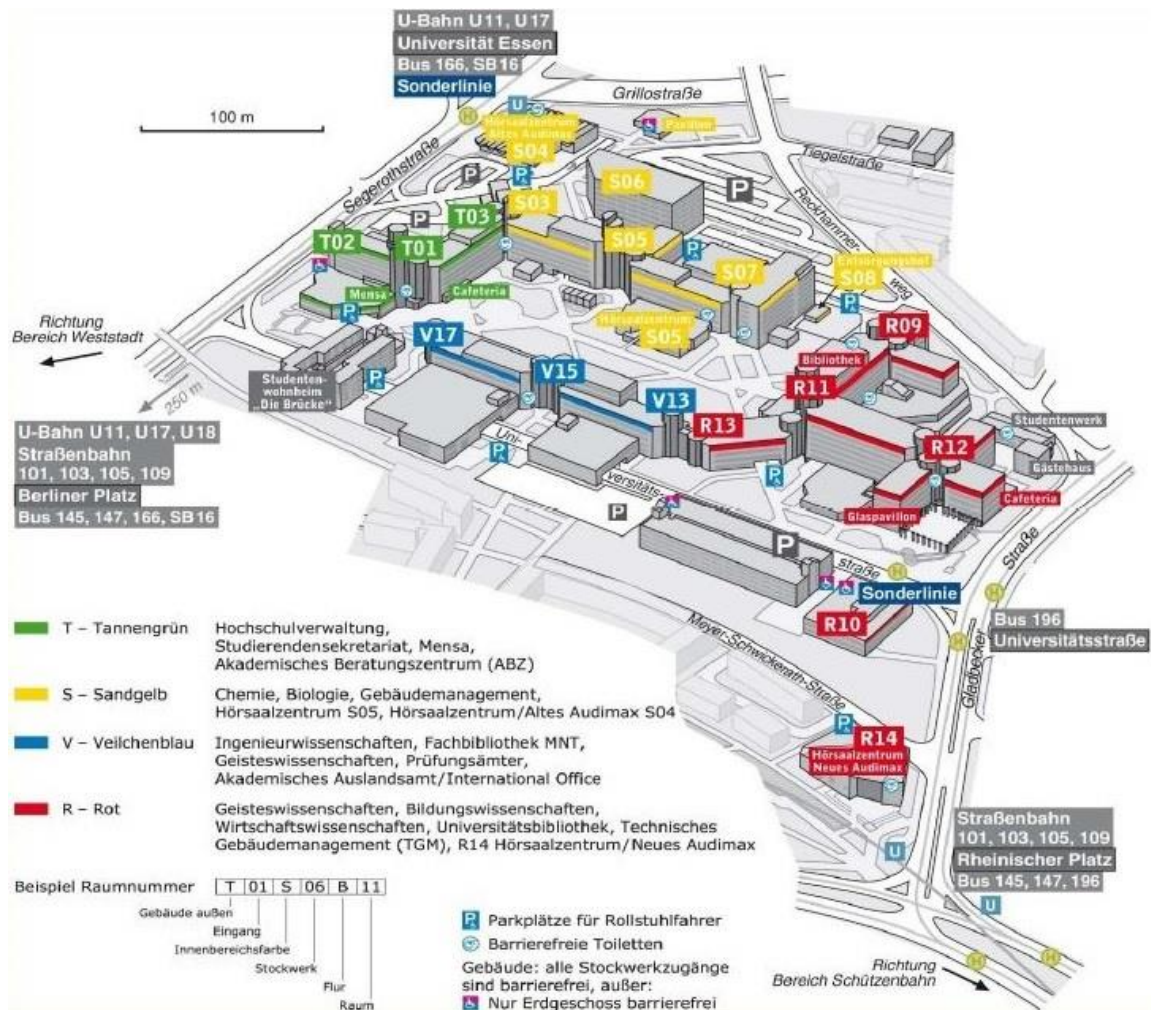 U-Bahn U11, U17
Universität Essen
Bus 166, SB16
Sonderlinie
100 m
Grillostraße
Segerothstraße
U
H
Hörsaalzentrum
Altes Audimax
S04
Pavillon
Tiegelstraße
Reckhammer-
weg
P
P
P
P
S03
S06
T03
T02
T01
S05
S07
Entsorgungshof
S08
Mensa
Cafeteria
Hörsaalzentrum
S05
P
P
P
Richtung
Bereich Weststadt
250 m
V17
V15
V13
R09
Bibliothek
R11
R13
R12
Studenten-
wohnheim
„Die Brücke“
P
Studentenwerk
Gästehaus
Cafeteria
Glaspavillon
U-Bahn U11, U17, U18
Straßenbahn
101, 103, 105, 109
Berliner Platz
Bus 145, 147, 166, SB16
Uni-
versitäts-
straße
P
P
P
P
H
Sonderlinie
R10
H
H
Bus 196
Universitätsstraße
Gladbecker
Straße
Meyer-Schwickerath-Straße
P
R14
Hörsaalzentrum
Neues Audimax
T – Tannengrün
Hochschulverwaltung,
Studierendensekretariat, Mensa,
Akademisches Beratungszentrum (ABZ)
S – Sandgelb
Chemie, Biologie, Gebäudemanagement,
Hörsaalzentrum S05, Hörsaalzentrum/Altes Audimax S04
V – Veilchenblau
Ingenieurwissenschaften, Fachbibliothek MNT,
Geisteswissenschaften, Prüfungsämter,
Akademisches Auslandsamt/International Office
R – Rot
Geisteswissenschaften, Bildungswissenschaften,
Wirtschaftswissenschaften, Universitätsbibliothek, Technisches
Gebäudemanagement (TGM), R14 Hörsaalzentrum/Neues Audimax
Straßenbahn
101, 103, 105, 109
Rheinischer Platz
Bus 145, 147, 196
U
U
H
H
Richtung
Bereich Schützenbahn
Beispiel Raumnummer
T 01 S 06 B 11
Gebäude außen
Eingang
Innenbereichsfarbe
Stockwerk
Flur
Raum
P Parkplätze für Rollstuhlfahrer
Barrierefreie Toiletten
Gebäude: alle Stockwerkzugänge
sind barrierefrei, außer:
Nur Erdgeschoss barrierefrei